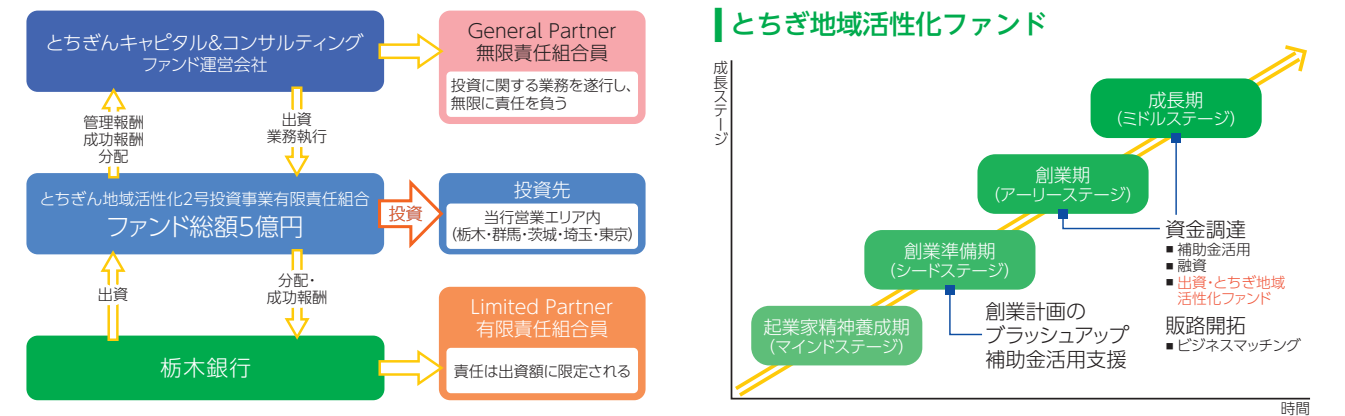 とちぎんキャピタル&コンサルティング
ファンド運営会社
General Partner
無限責任組合員
投資に関する業務を遂行し、
無限に責任を負う
管理報酬
成功報酬
分配
出資
業務執行
とちぎん地域活性化2号投資事業有限責任組合
ファンド総額5億円
投資
投資先
当行営業エリア内
(栃木・群馬・茨城・埼玉・東京)
出資
分配・
成功報酬
栃木銀行
Limited Partner
有限責任組合員
責任は出資額に限定される
とちぎ地域活性化ファンド
成長ステージ
成長期
(ミドルステージ)
創業期
(アーリーステージ)
創業準備期
(シードステージ)
起業家精神養成期
(マインドステージ)
創業計画の
ブラッシュアップ
補助金活用支援
資金調達
■ 補助金活用
■ 融資
■ 出資・とちぎ地域
活性化ファンド
販路開拓
■ ビジネスマッチング
時間